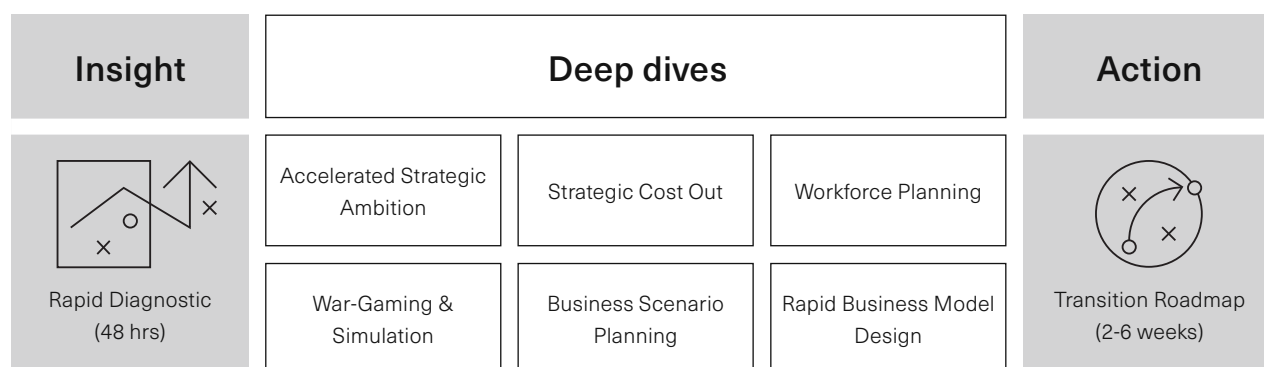 Insight
Deep dives
Action
Rapid Diagnostic
(48 hrs)
Accelerated Strategic
Ambition
Strategic Cost Out
Workforce Planning
War-Gaming &
Simulation
Business Scenario
Planning
Rapid Business Model
Design
Transition Roadmap
(2-6 weeks)